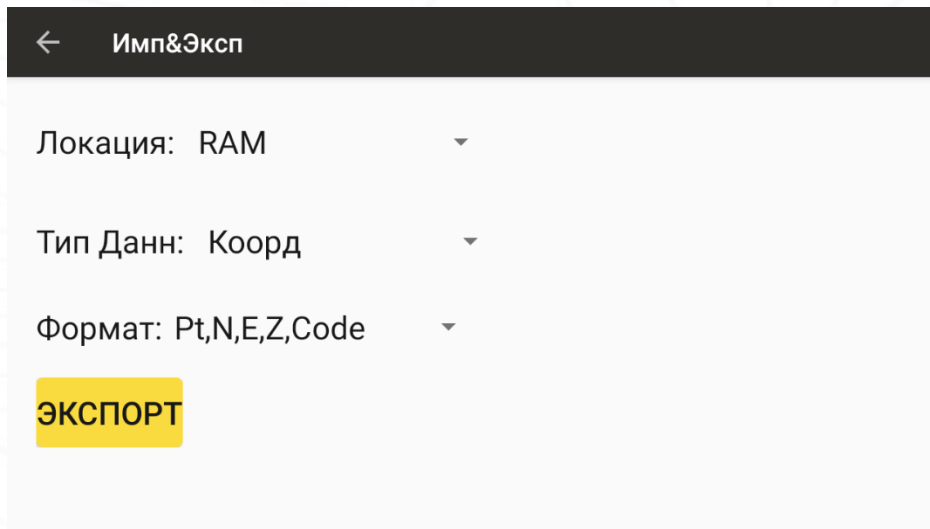 Имп&Эксп
Локация: RAM
Тип Данн: Коорд
Формат: Pt,N,E,Z,Code
ЭКСПОРТ